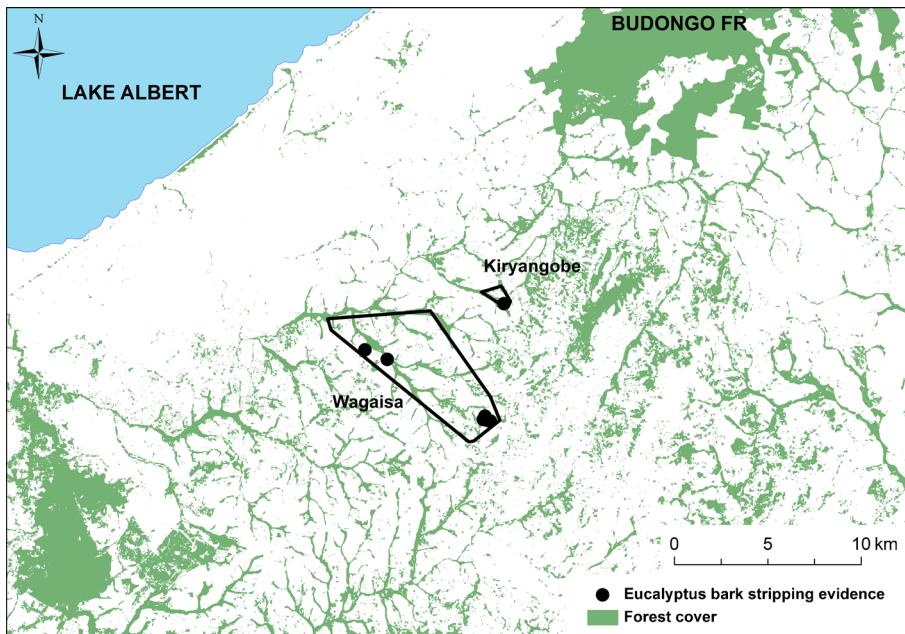 BUDONGO FR
N
LAKE ALBERT
Kiryangobe
Wagaisa
0 5 10 km
Eucalyptus bark stripping evidence
Forest cover